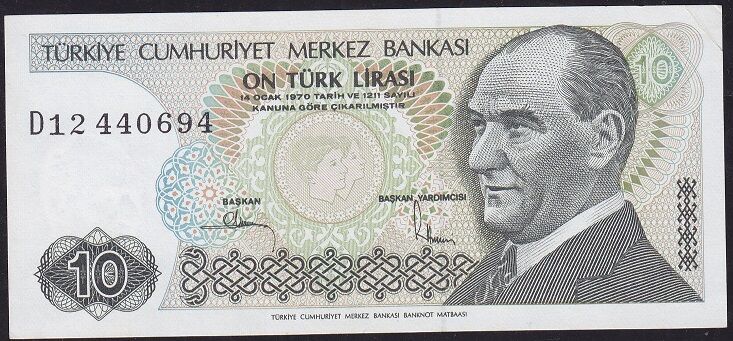 TÜRKİYE CUMHURİYET MERKEZ BANKASI
ON TÜRK LİRASI
14 OCAK 1970 TARİH VE 1211 SAYILI
KANUNA GÖRE ÇIKARILMIŞTIR
10
D12 440694
BAŞKAN
BAŞKAN YARDIMCISI
10
TÜRKİYE CUMHURİYET MERKEZ BANKASI BANKNOT MATBAASI